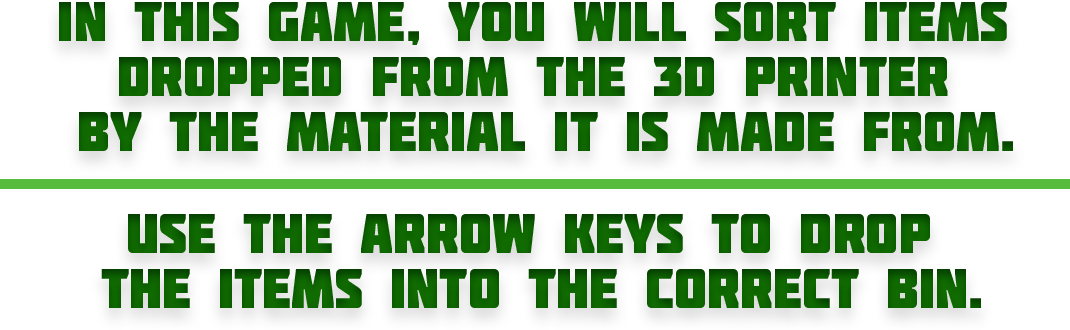 IN THIS GAME, YOU WILL SORT ITEMS
DROPPED FROM THE 3D PRINTER
BY THE MATERIAL IT IS MADE FROM.
USE THE ARROW KEYS TO DROP
THE ITEMS INTO THE CORRECT BIN.